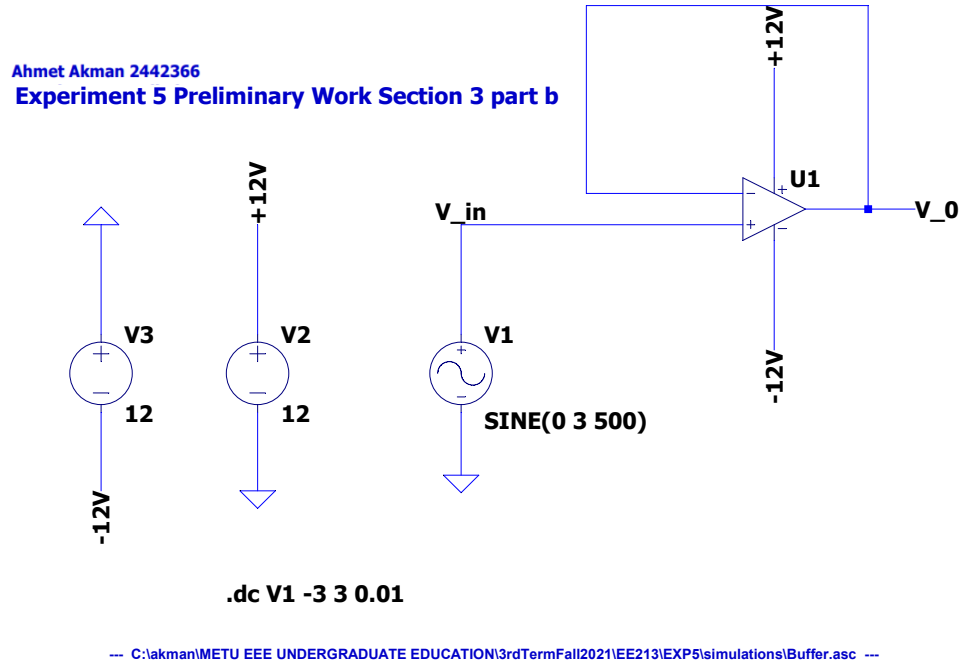 Ahmet Akman 2442366
Experiment 5 Preliminary Work Section 3 part b
+12V
U1
V_in
V_0
-12V
+12V
V3
12
-12V
V2
12
V1
SINE(0 3 500)
.dc V1 -3 3 0.01
--- C:\akman\METU EEE UNDERGRADUATE EDUCATION\3rdTermFall2021\EE213\EXP5\simulations\Buffer.asc ---